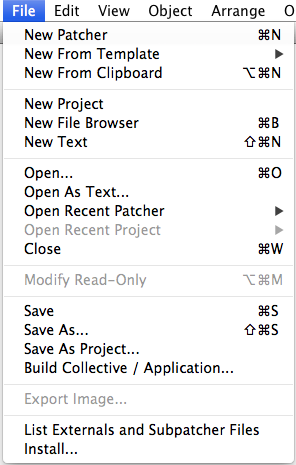 File Edit View Object Arrange O
New Patcher ⌘N
New From Template ▶
New From Clipboard ⌥⌘N
New Project
New File Browser ⌘B
New Text ⇧⌘N
Open... ⌘O
Open As Text...
Open Recent Patcher ▶
Open Recent Project ▶
Close ⌘W
Modify Read-Only ⌥⌘M
Save ⌘S
Save As... ⇧⌘S
Save As Project...
Build Collective / Application...
Export Image...
List Externals and Subpatcher Files
Install...